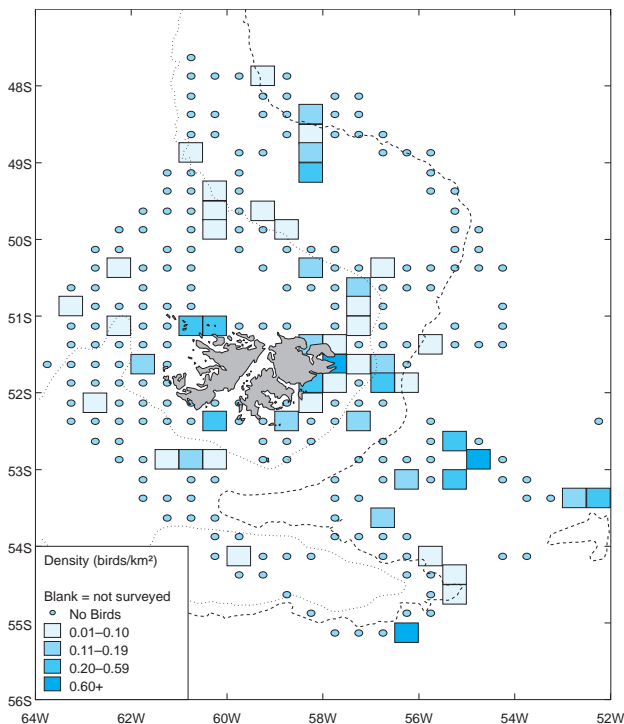 48S
49S
50S
51S
52S
53S
54S
55S
56S
Density (birds/km²)
Blank = not surveyed
No Birds
0.01–0.10
0.11–0.19
0.20–0.59
0.60+
64W 62W 60W 58W 56W 54W 52W